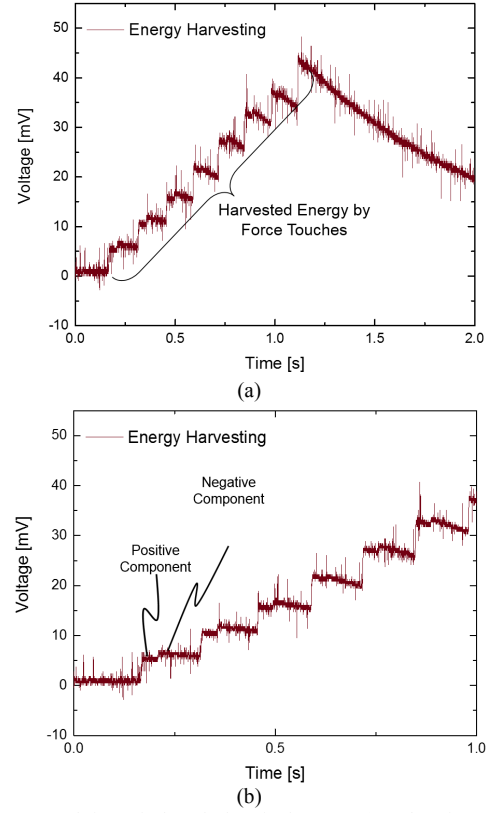 Energy Harvesting
50
40
30
20
10
0
-10
Voltage [mV]
Harvested Energy by
Force Touches
0.0 0.5 1.0 1.5 2.0
Time [s]
(a)
Energy Harvesting
50
40
30
20
10
0
-10
Voltage [mV]
Negative
Component
Positive
Component
0.0 0.5 1.0
Time [s]
(b)